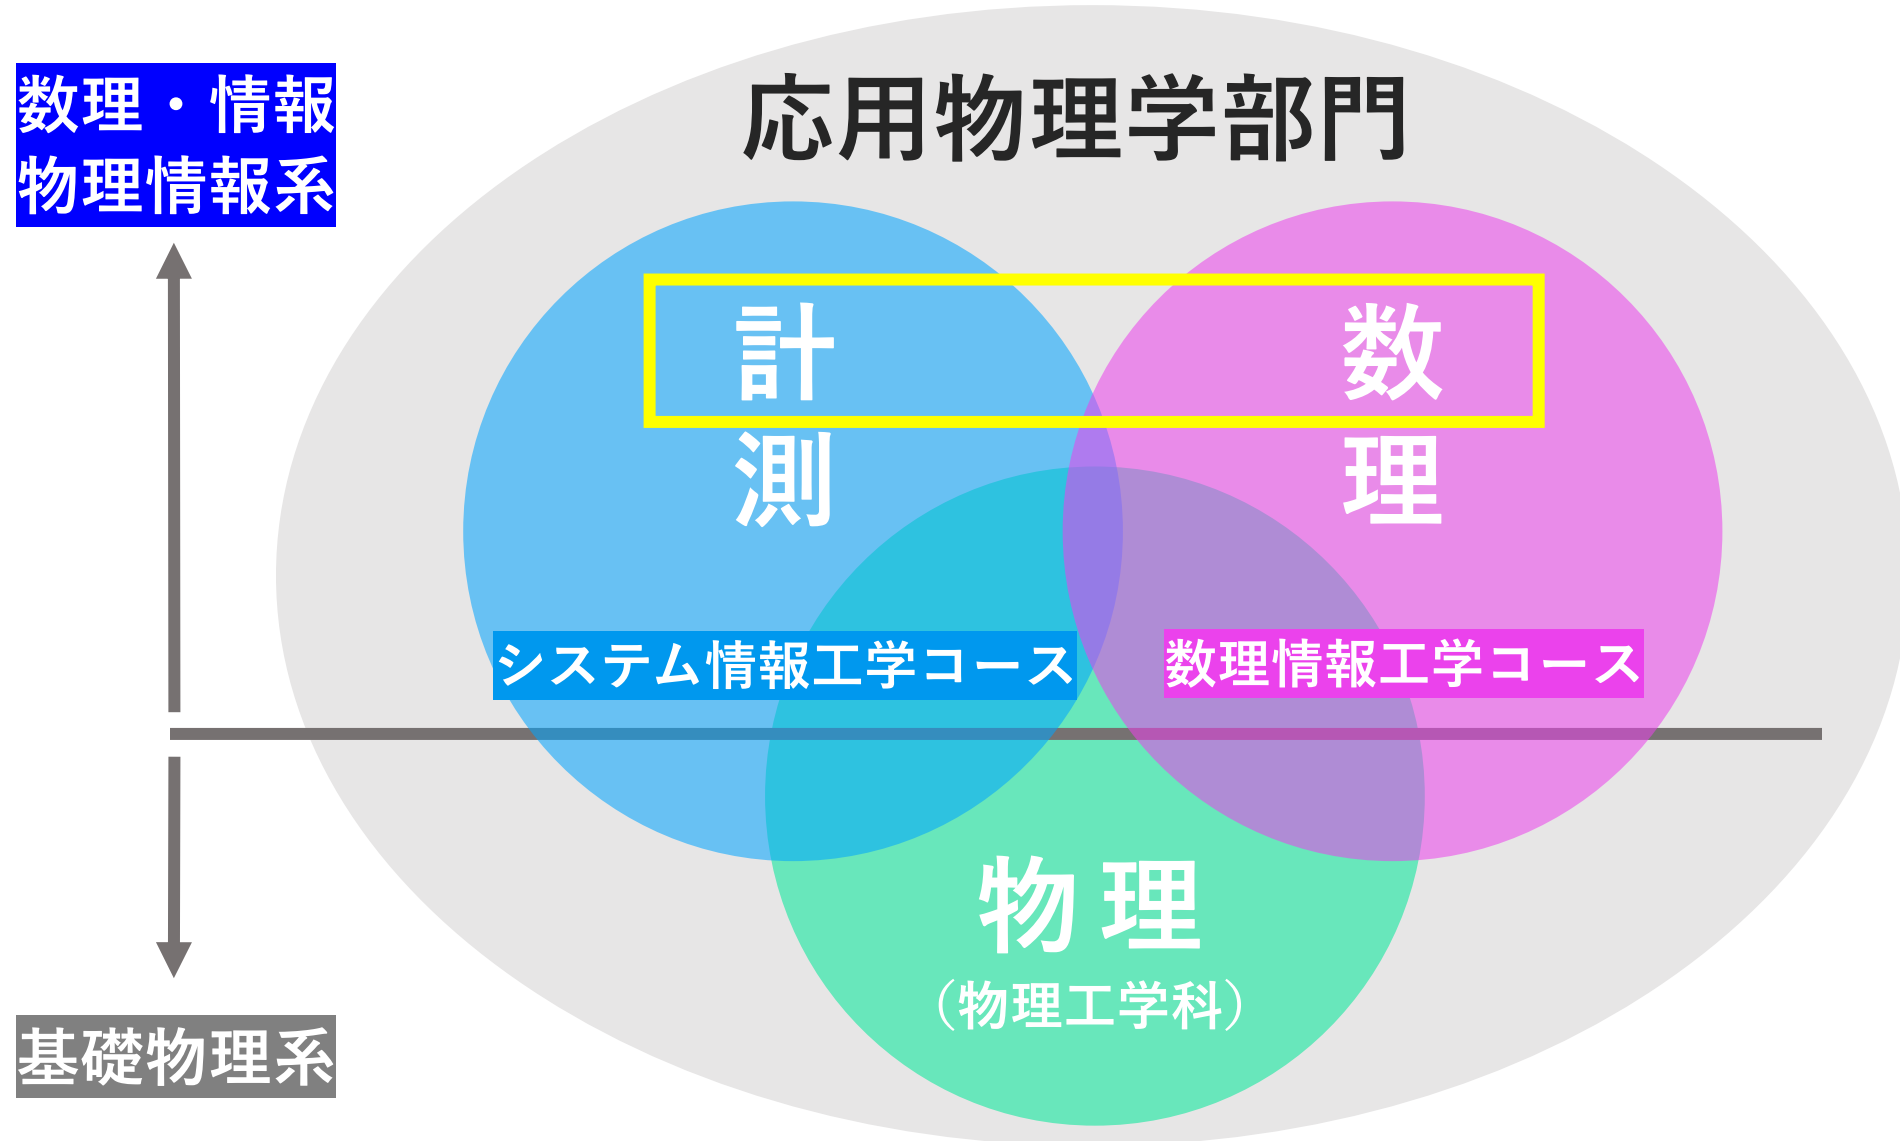 数理・情報
物理情報系
応用物理学部門
計測
数理
システム情報工学コース
数理情報工学コース
物理
（物理工学科）
基礎物理系